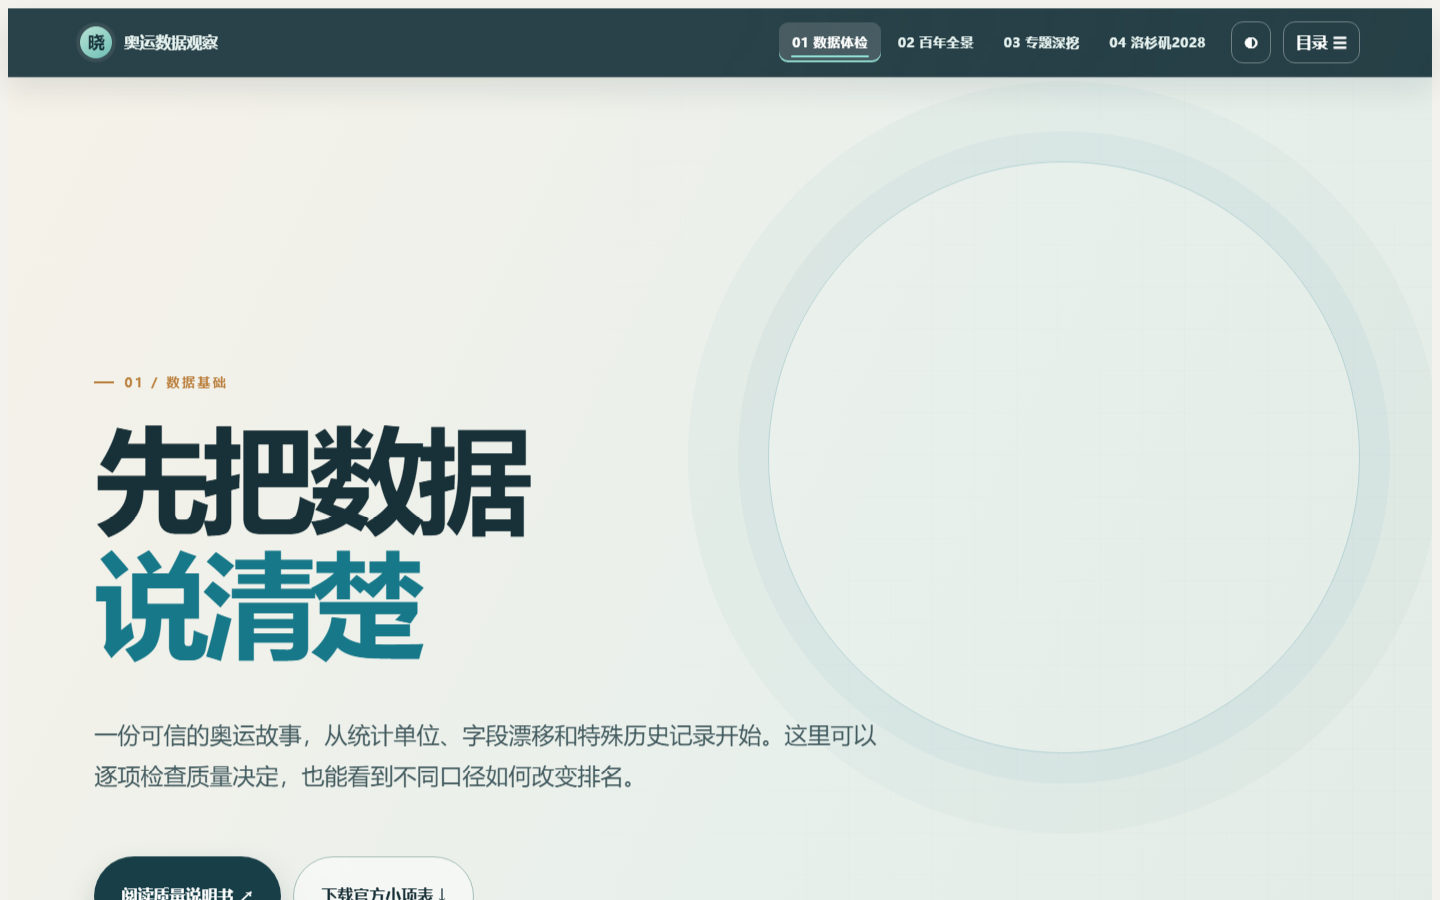 晓 奥运数据观察 01 数据体检 02 百年全景 03 专题深挖 04 洛杉矶2028 目录 ☰
01 / 数据基础
先把数据
说清楚
一份可信的奥运故事，从统计单位、字段漂移和特殊历史记录开始。这里可以
逐项检查质量决定，也能看到不同口径如何改变排名。
阅读质量说明书 ↗ 下载官方小项表 ↓